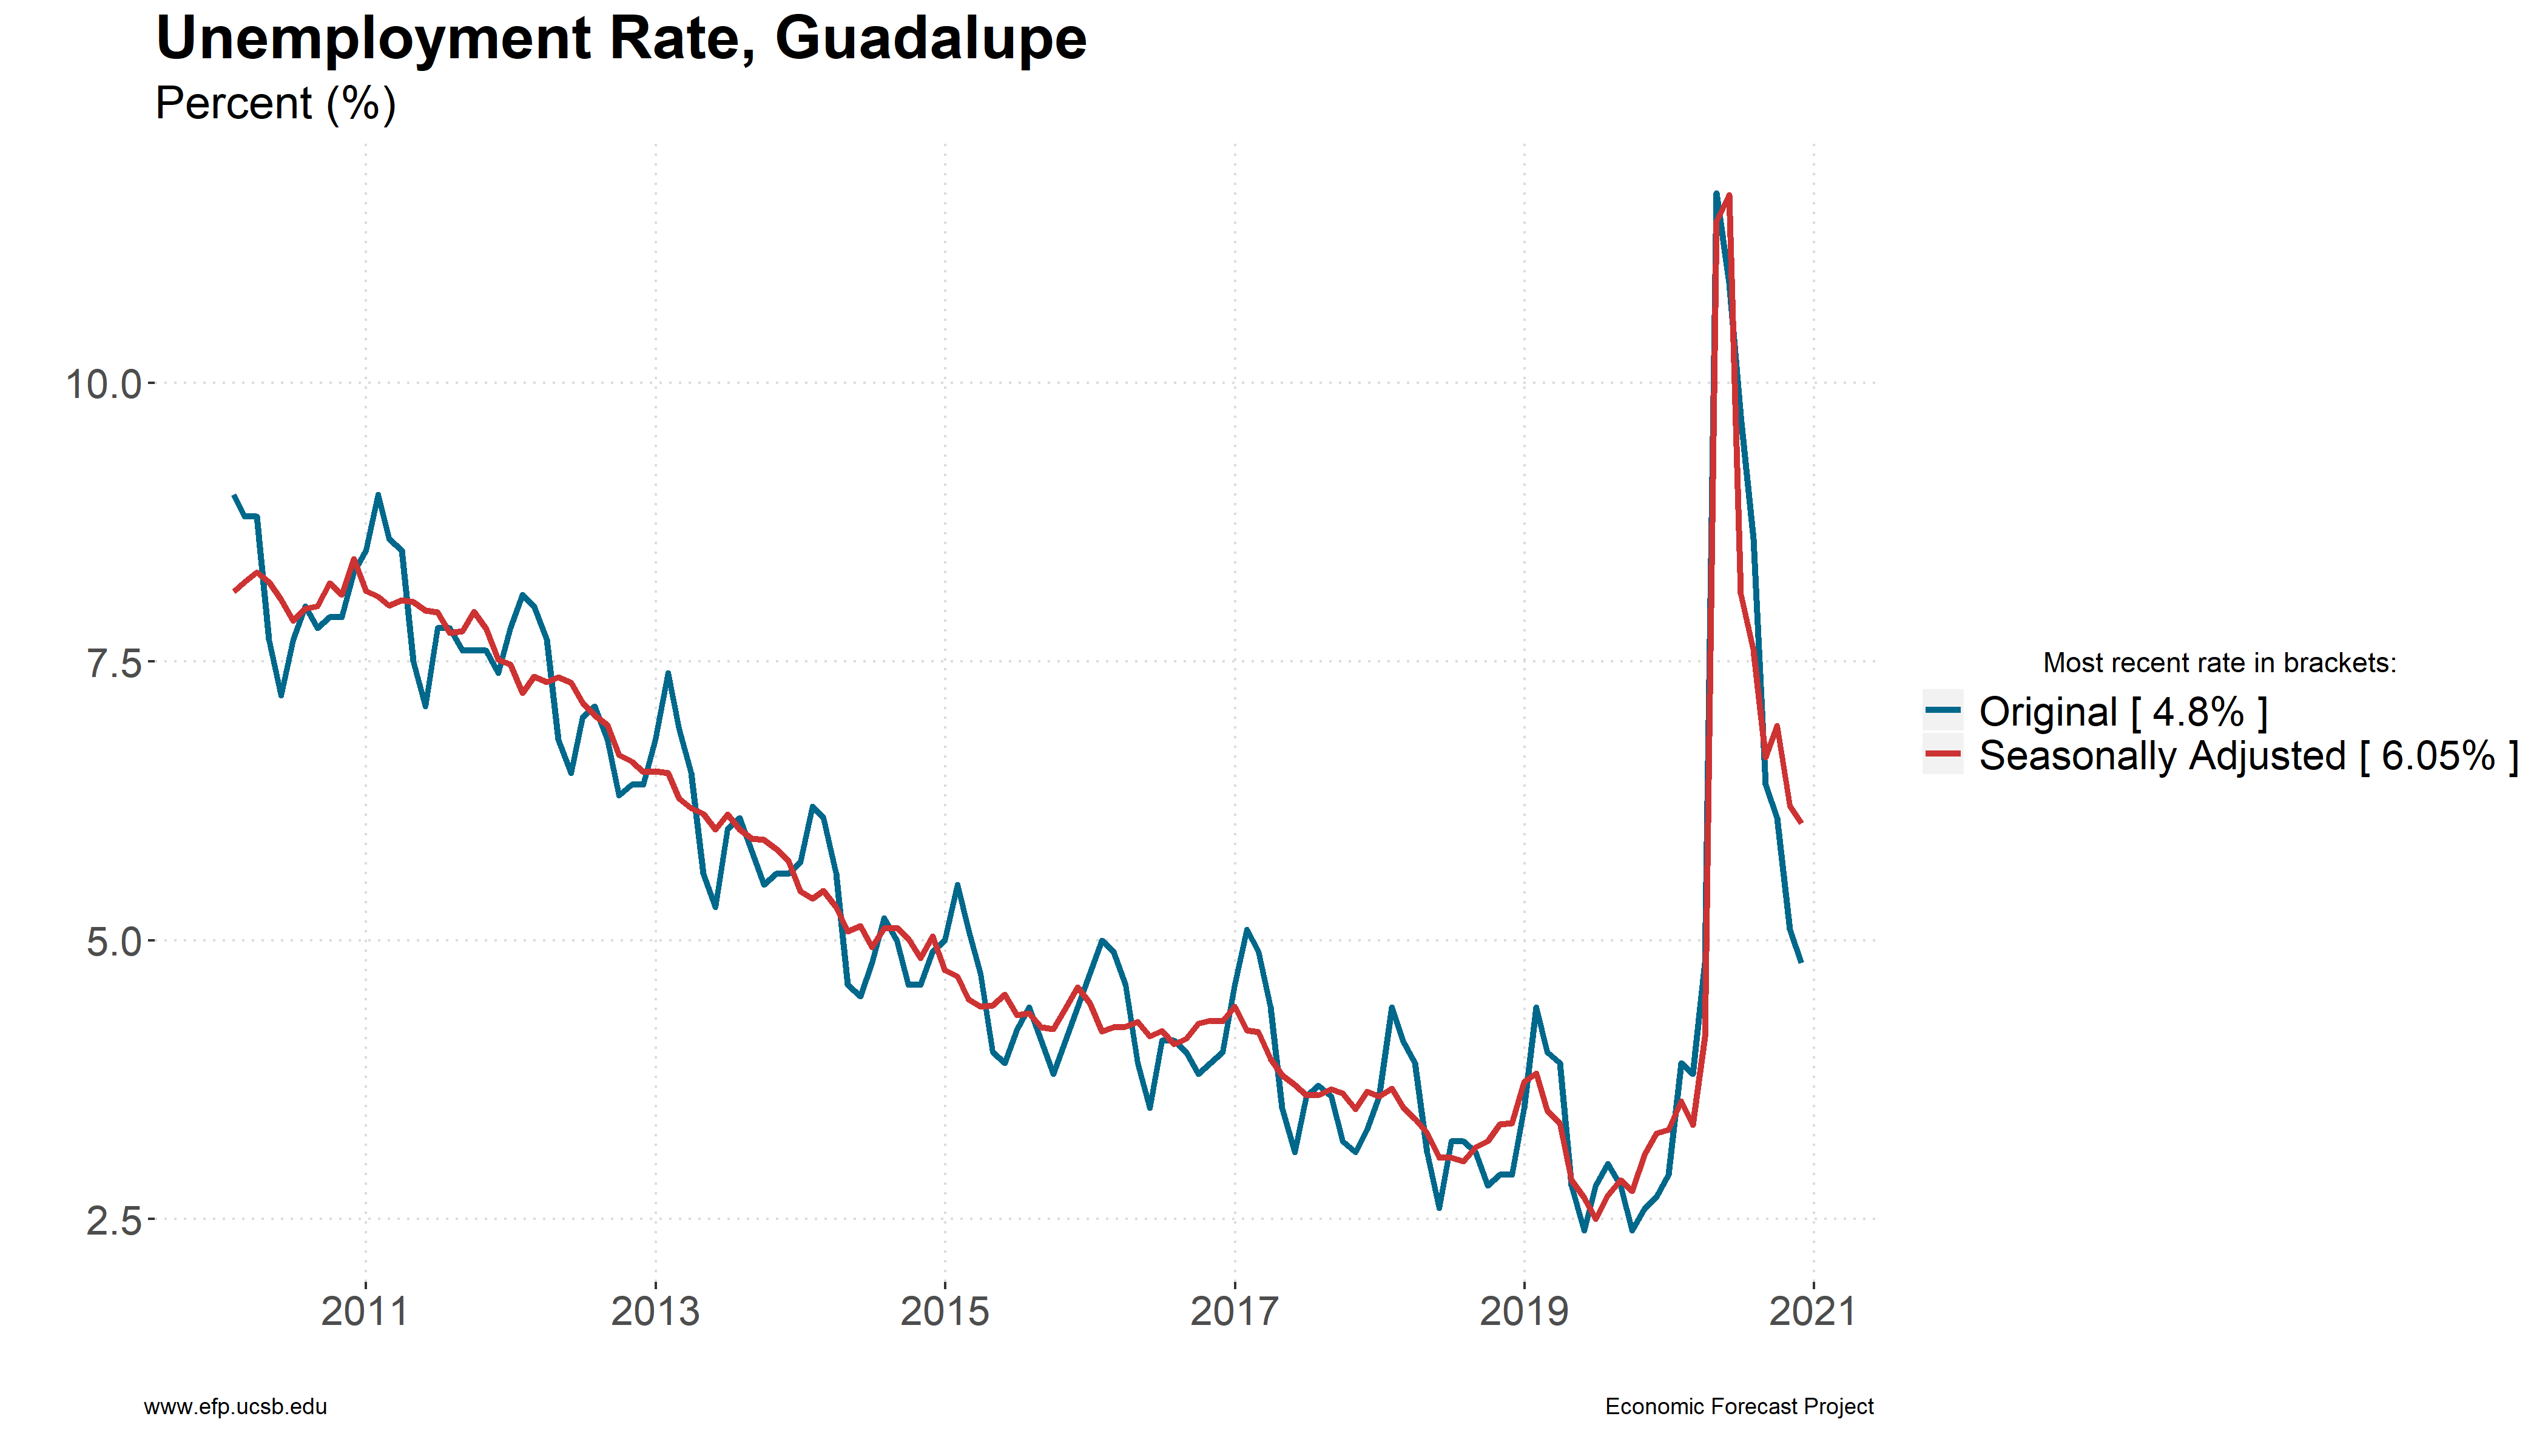 Unemployment Rate, Guadalupe
Percent (%)
10.0
7.5
5.0
2.5
2011 2013 2015 2017 2019 2021
Most recent rate in brackets:
Original [ 4.8% ]
Seasonally Adjusted [ 6.05% ]
www.efp.ucsb.edu
Economic Forecast Project